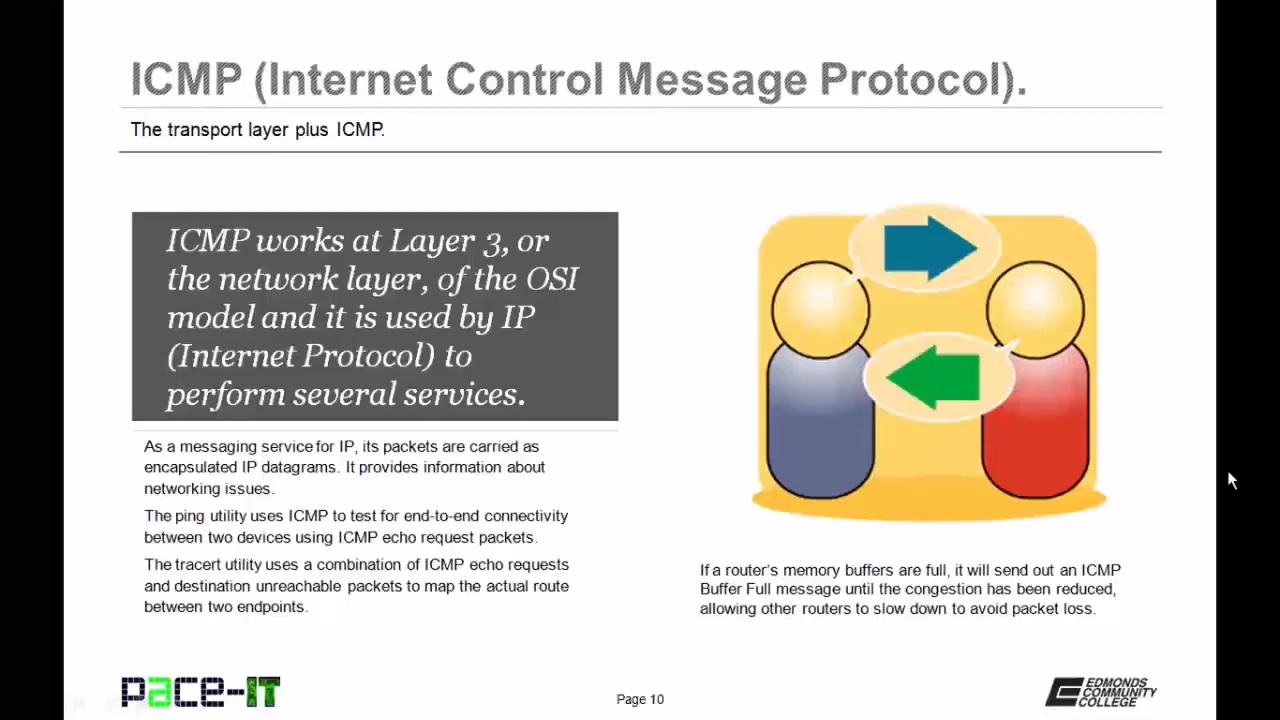 ICMP (Internet Control Message Protocol).
The transport layer plus ICMP.
ICMP works at Layer 3, or
the network layer, of the OSI
model and it is used by IP
(Internet Protocol) to
perform several services.
As a messaging service for IP, its packets are carried as
encapsulated IP datagrams. It provides information about
networking issues.
The ping utility uses ICMP to test for end-to-end connectivity
between two devices using ICMP echo request packets.
The tracert utility uses a combination of ICMP echo requests
and destination unreachable packets to map the actual route
between two endpoints.
If a router's memory buffers are full, it will send out an ICMP
Buffer Full message until the congestion has been reduced,
allowing other routers to slow down to avoid packet loss.
pace-IT
Page 10
EDMONDS
COMMUNITY
COLLEGE